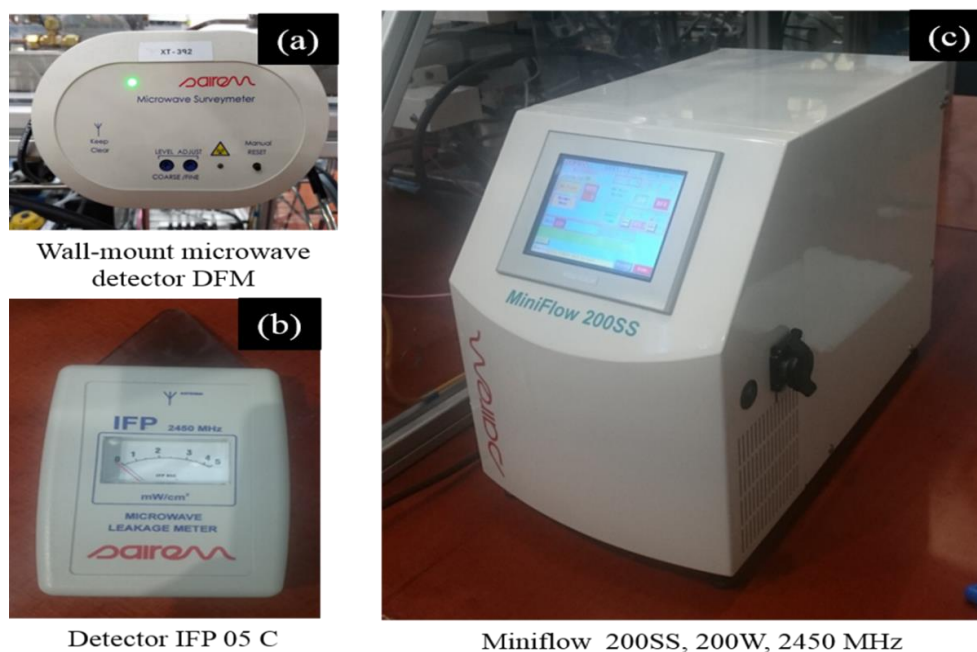 (a)
XT-392
sairem
Microwave Surveymeter
Keep
Clear
LEVEL ADJUST
COARSE /FINE
Manual
RESET
Wall-mount microwave
detector DFM
(b)
ANTENNA
IFP 2450 MHz
0 1 2 3 4 5
mW/cm²
MICROWAVE
LEAKAGE METER
sairem
Detector IFP 05 C
(c)
MiniFlow 200SS
sairem
Miniflow 200SS, 200W, 2450 MHz